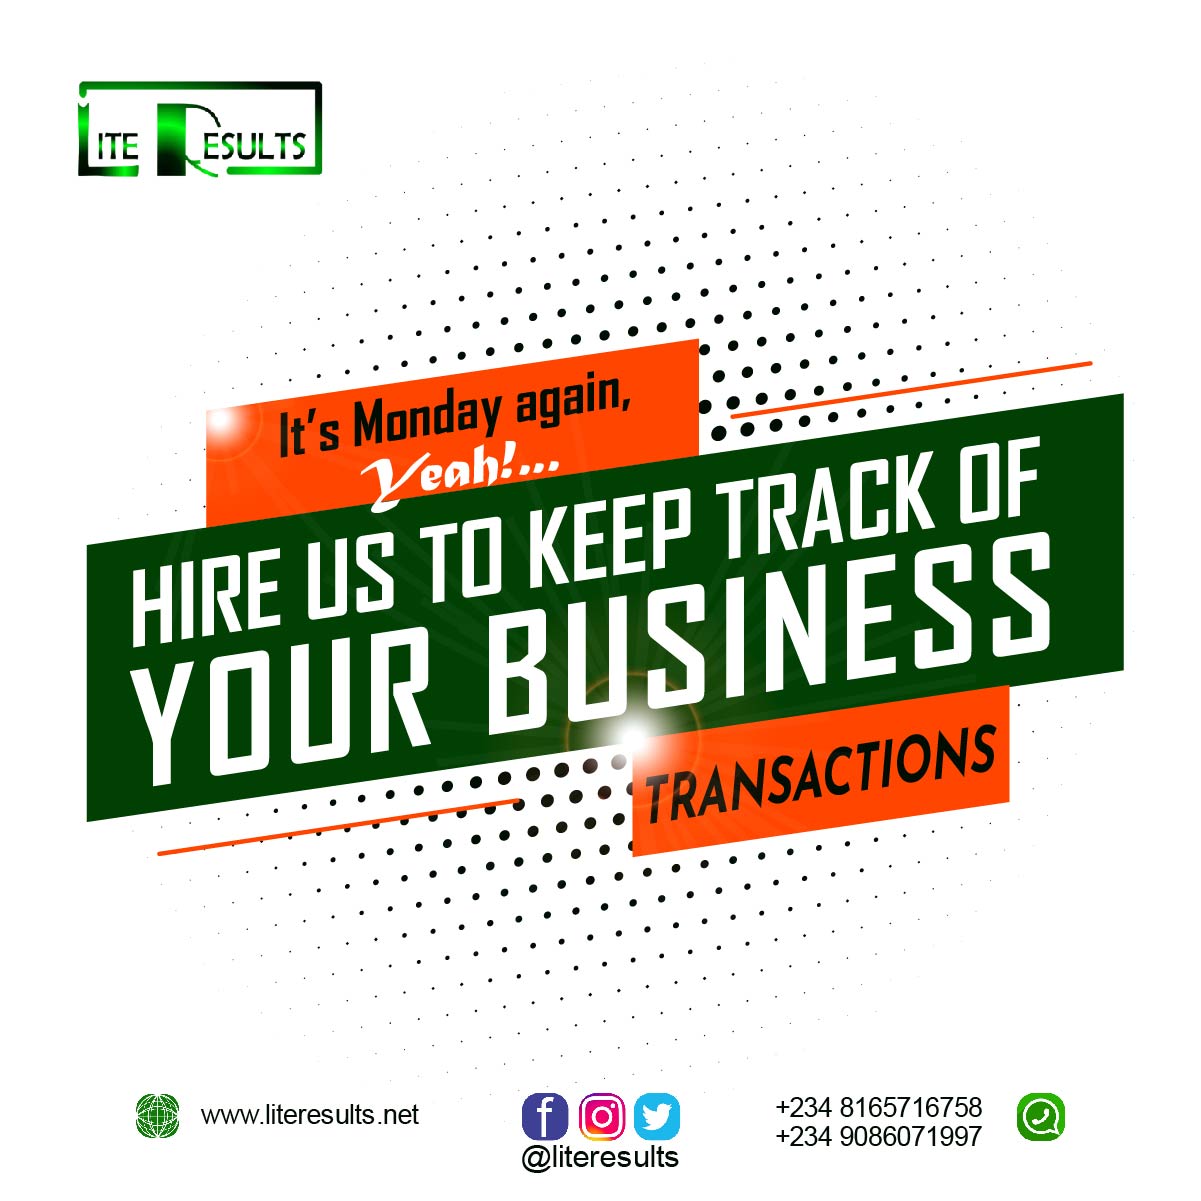 LITE RESULTS
It's Monday again,
Yeah!...
HIRE US TO KEEP TRACK OF
YOUR BUSINESS
TRANSACTIONS
www.literesults.net
@literesults
+234 8165716758
+234 9086071997